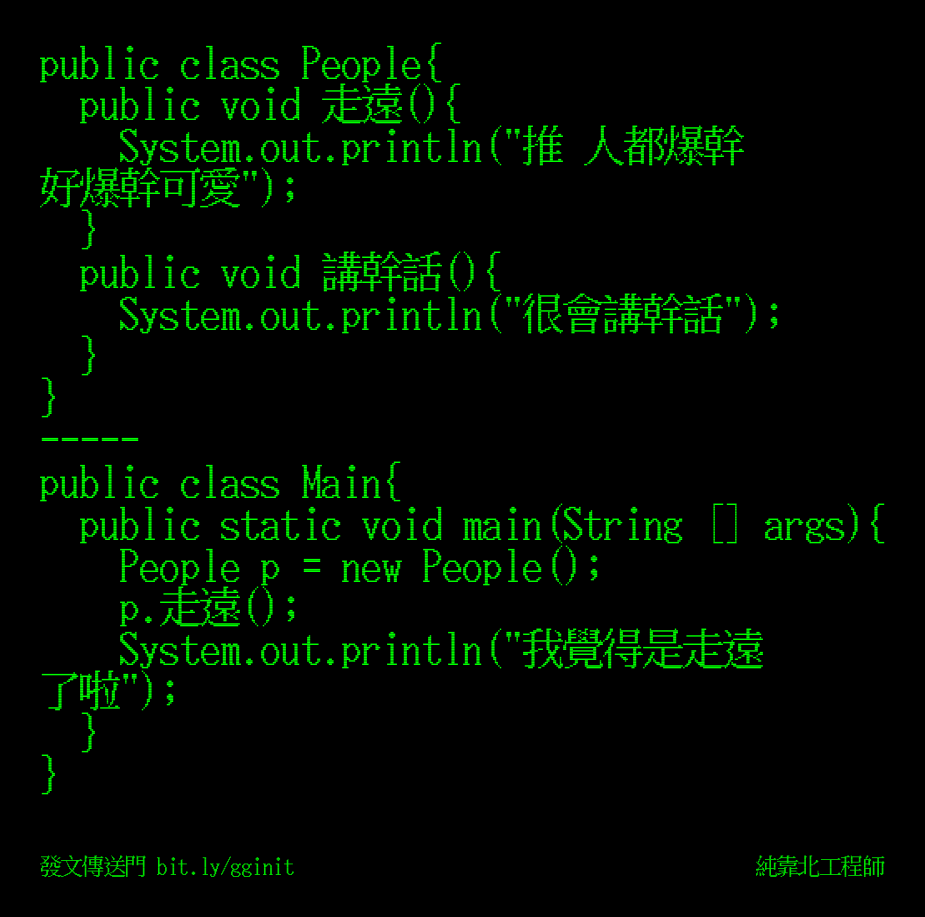 public class People{
  public void 走遠(){
    System.out.println("推 人都爆幹
好爆幹可愛");
  }
  public void 講幹話(){
    System.out.println("很會講幹話");
  }
}
-----
public class Main{
  public static void main(String [] args){
    People p = new People();
    p.走遠();
    System.out.println("我覺得是走遠
了啦");
  }
}
發文傳送門 bit.ly/gginit
純靠北工程師